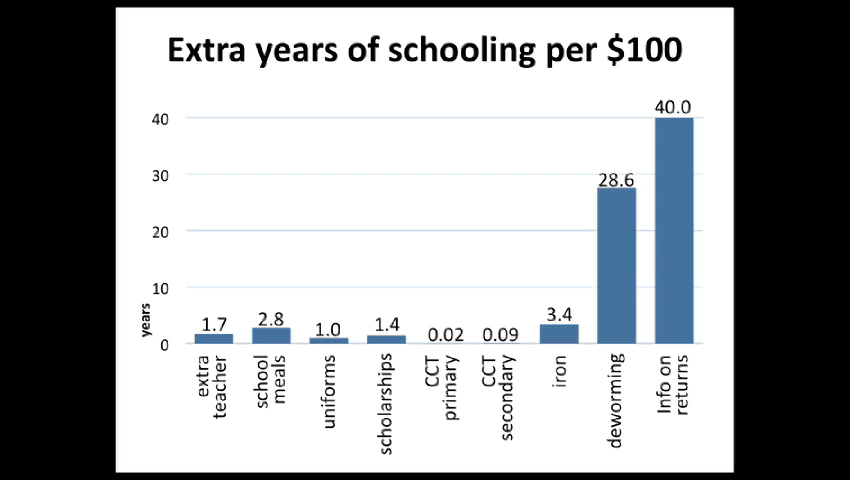 Extra years of schooling per $100
40.0
40
30
28.6
20
10
years
0
1.7
2.8
1.0
1.4
0.02
0.09
3.4
extra
teacher
school
meals
uniforms
scholarships
CCT
primary
CCT
secondary
iron
deworming
Info on
returns